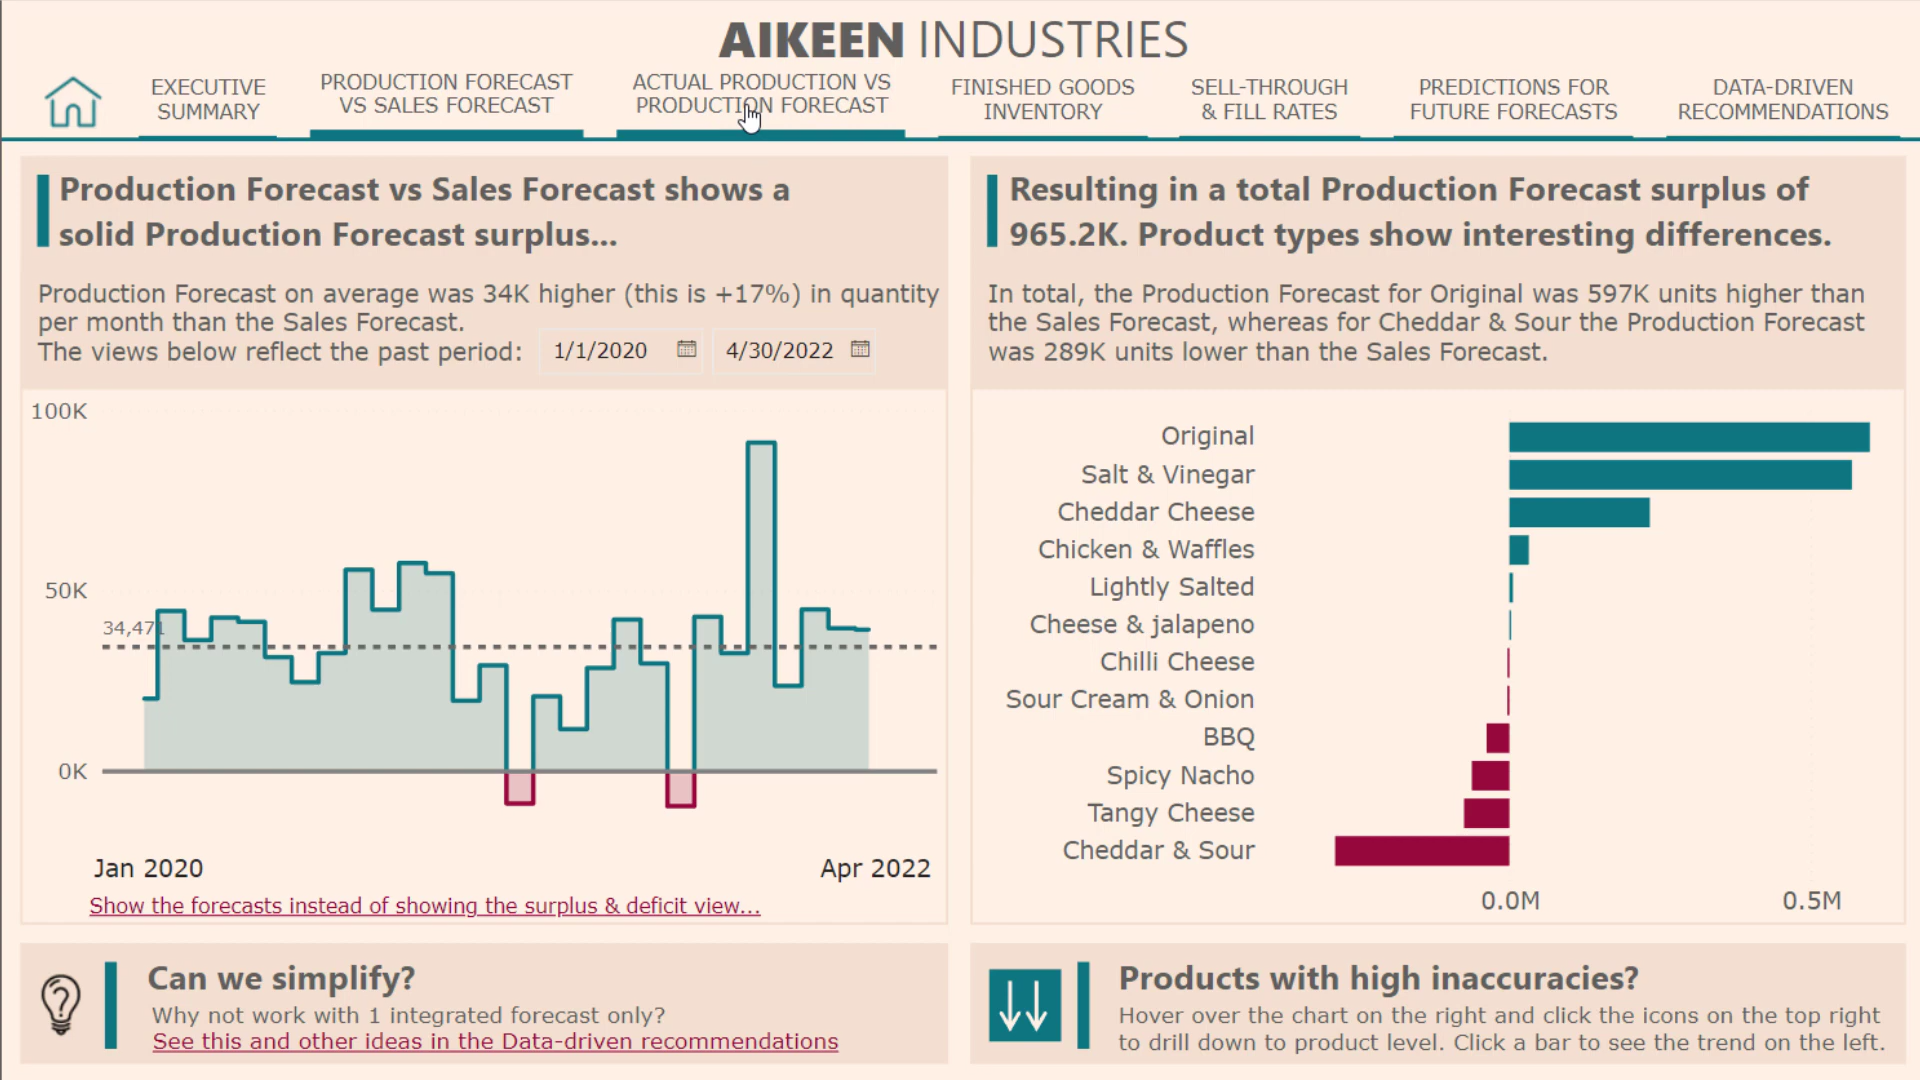 AIKEEN INDUSTRIES
EXECUTIVE
SUMMARY
PRODUCTION FORECAST
VS SALES FORECAST
ACTUAL PRODUCTION VS
PRODUCTION FORECAST
FINISHED GOODS
INVENTORY
SELL-THROUGH
& FILL RATES
PREDICTIONS FOR
FUTURE FORECASTS
DATA-DRIVEN
RECOMMENDATIONS
Production Forecast vs Sales Forecast shows a
solid Production Forecast surplus...
Production Forecast on average was 34K higher (this is +17%) in quantity
per month than the Sales Forecast.
The views below reflect the past period: 1/1/2020 4/30/2022
100K
50K
34,471
0K
Jan 2020 Apr 2022
Show the forecasts instead of showing the surplus & deficit view...
Resulting in a total Production Forecast surplus of
965.2K. Product types show interesting differences.
In total, the Production Forecast for Original was 597K units higher than
the Sales Forecast, whereas for Cheddar & Sour the Production Forecast
was 289K units lower than the Sales Forecast.
Original
Salt & Vinegar
Cheddar Cheese
Chicken & Waffles
Lightly Salted
Cheese & jalapeno
Chilli Cheese
Sour Cream & Onion
BBQ
Spicy Nacho
Tangy Cheese
Cheddar & Sour
0.0M 0.5M
Can we simplify?
Why not work with 1 integrated forecast only?
See this and other ideas in the Data-driven recommendations
Products with high inaccuracies?
Hover over the chart on the right and click the icons on the top right
to drill down to product level. Click a bar to see the trend on the left.